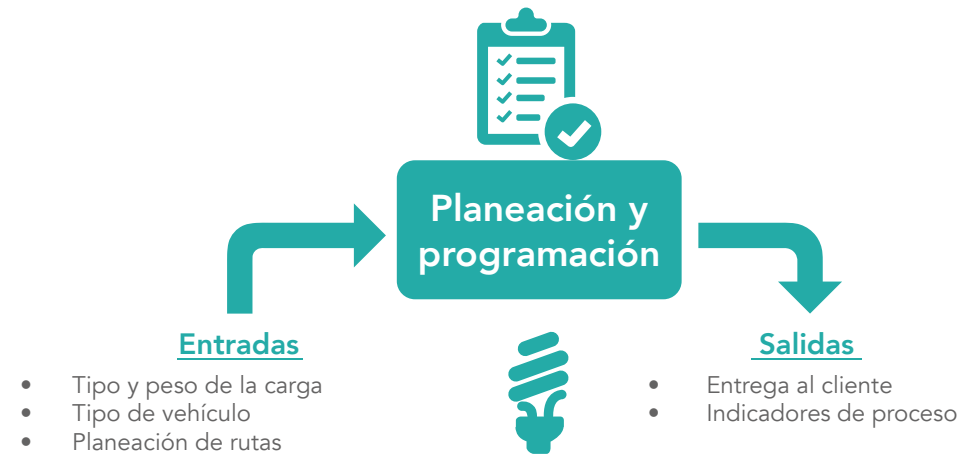 Planeación y
programación
Entradas
• Tipo y peso de la carga
• Tipo de vehículo
• Planeación de rutas
Salidas
• Entrega al cliente
• Indicadores de proceso